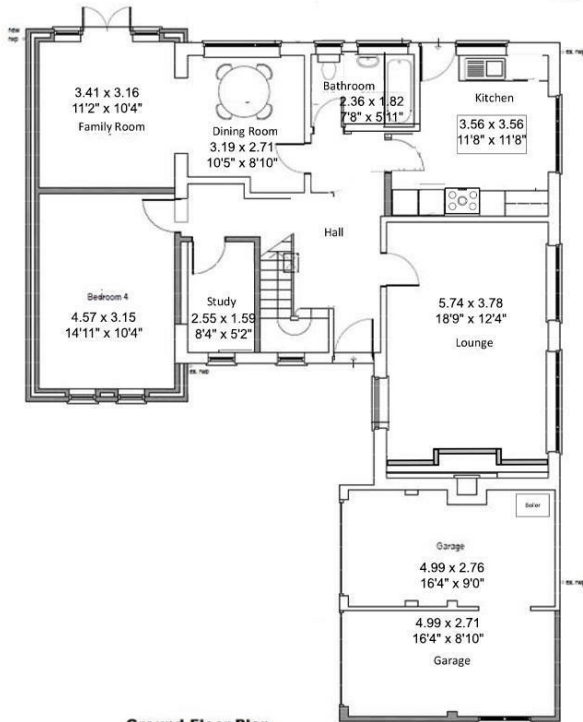 3.41 x 3.16
11'2" x 10'4"
Family Room
Dining Room
3.19 x 2.71
10'5" x 8'10"
Bathroom
2.36 x 1.82
7'8" x 5'11"
Kitchen
3.56 x 3.56
11'8" x 11'8"
Hall
Bedroom 4
4.57 x 3.15
14'11" x 10'4"
Study
2.55 x 1.59
8'4" x 5'2"
5.74 x 3.78
18'9" x 12'4"
Lounge
Boiler
Garage
4.99 x 2.76
16'4" x 9'0"
4.99 x 2.71
16'4" x 8'10"
Garage
Ground Floor Plan